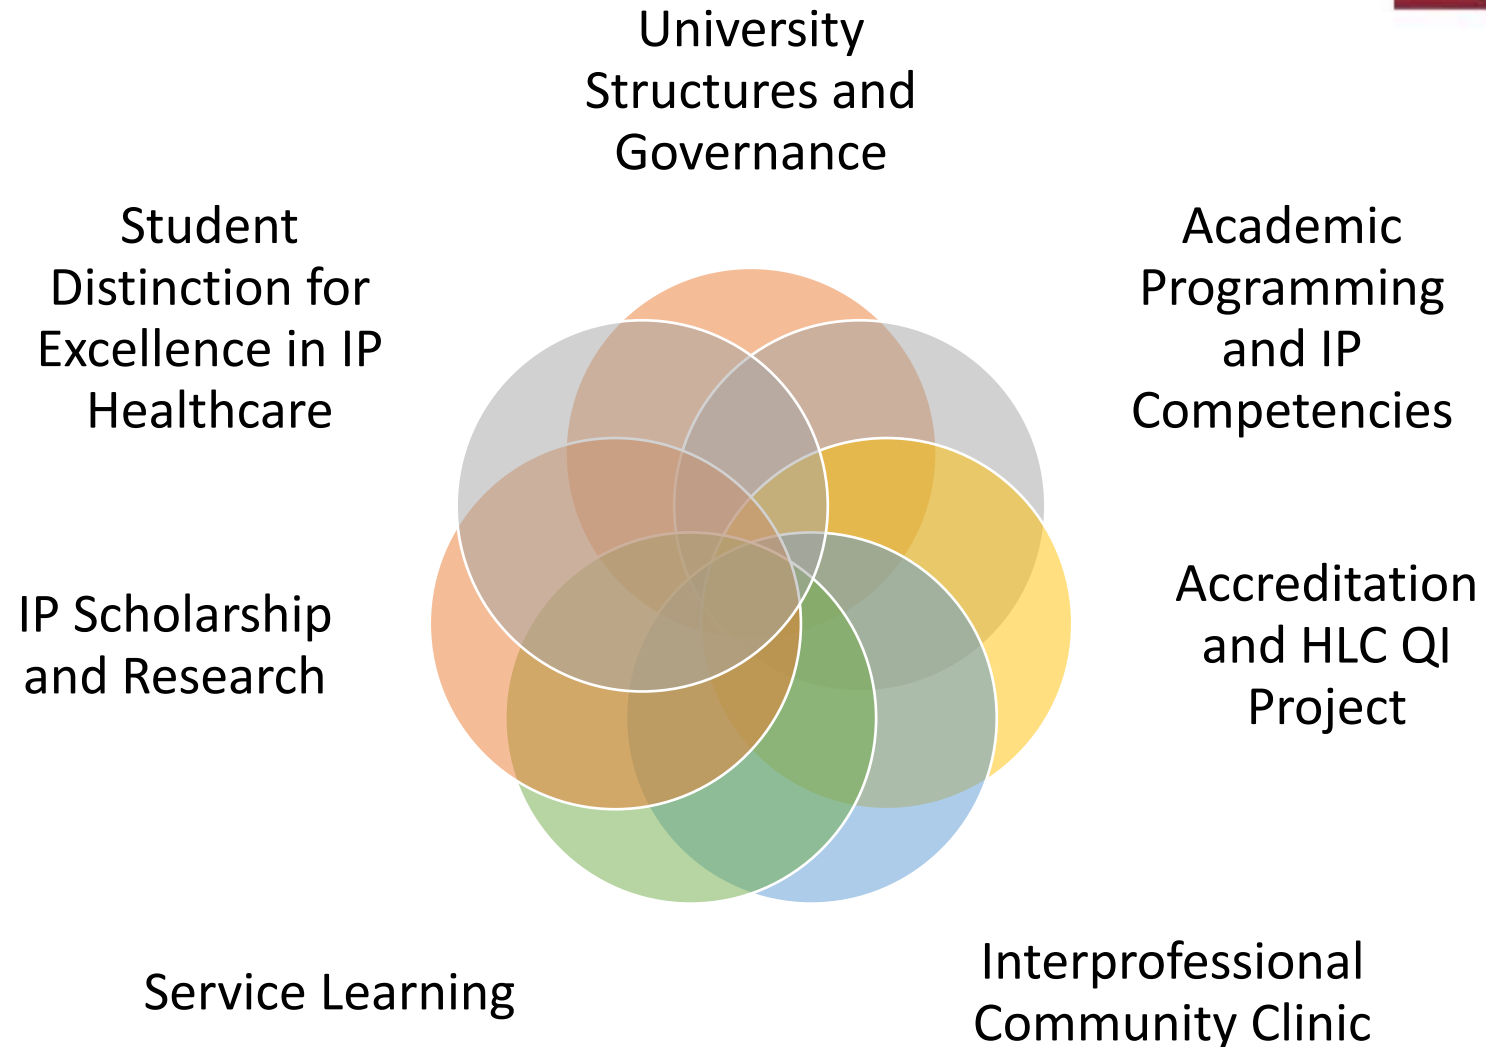 University
Structures and
Governance
Academic
Programming
and IP
Competencies
Accreditation
and HLC QI
Project
Interprofessional
Community Clinic
Service Learning
IP Scholarship
and Research
Student
Distinction for
Excellence in IP
Healthcare